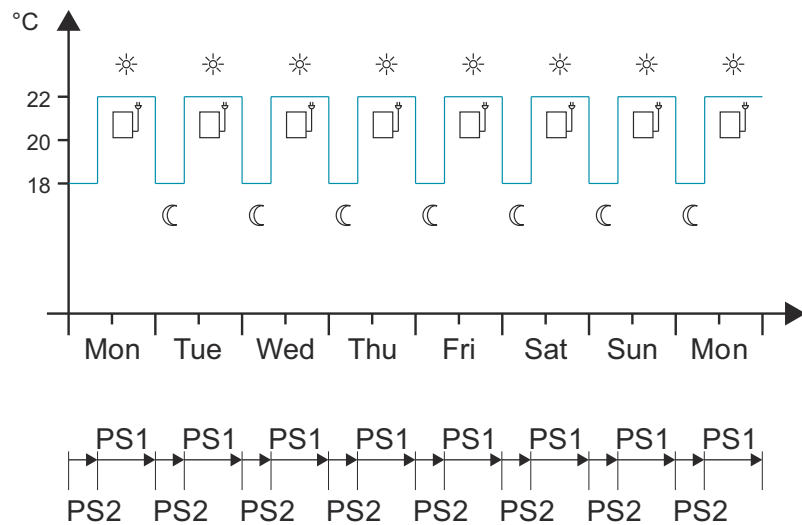 °C
22
20
18
Mon Tue Wed Thu Fri Sat Sun Mon
PS1 PS1 PS1 PS1 PS1 PS1 PS1 PS1
PS2 PS2 PS2 PS2 PS2 PS2 PS2 PS2